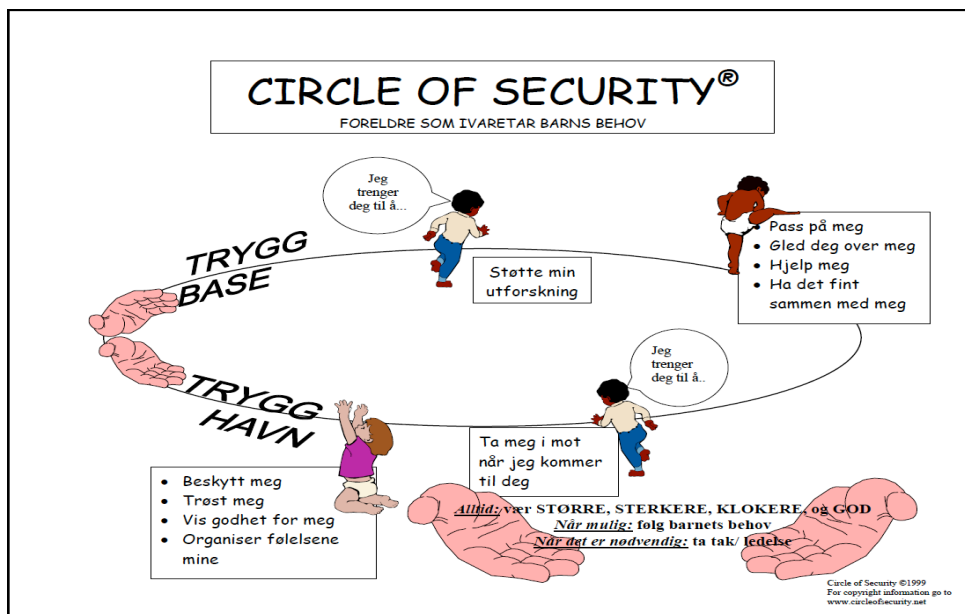 CIRCLE OF SECURITY®
FORELDRE SOM IVARETAR BARNS BEHOV
Jeg
trenger
deg til å...
TRYGG
BASE
Støtte min
utforskning
• Pass på meg
• Gled deg over meg
• Hjelp meg
• Ha det fint
sammen med meg
Jeg
trenger
deg til å..
TRYGG
HAVN
Ta meg i mot
når jeg kommer
til deg
• Beskytt meg
• Trøst meg
• Vis godhet for meg
• Organiser følelsene
mine
Alltid: vær STØRRE, STERKERE, KLOKERE, og GOD
Når mulig: følg barnets behov
Når det er nødvendig: ta tak/ ledelse
Circle of Security ©1999
For copyright information go to
www.circleofsecurity.net